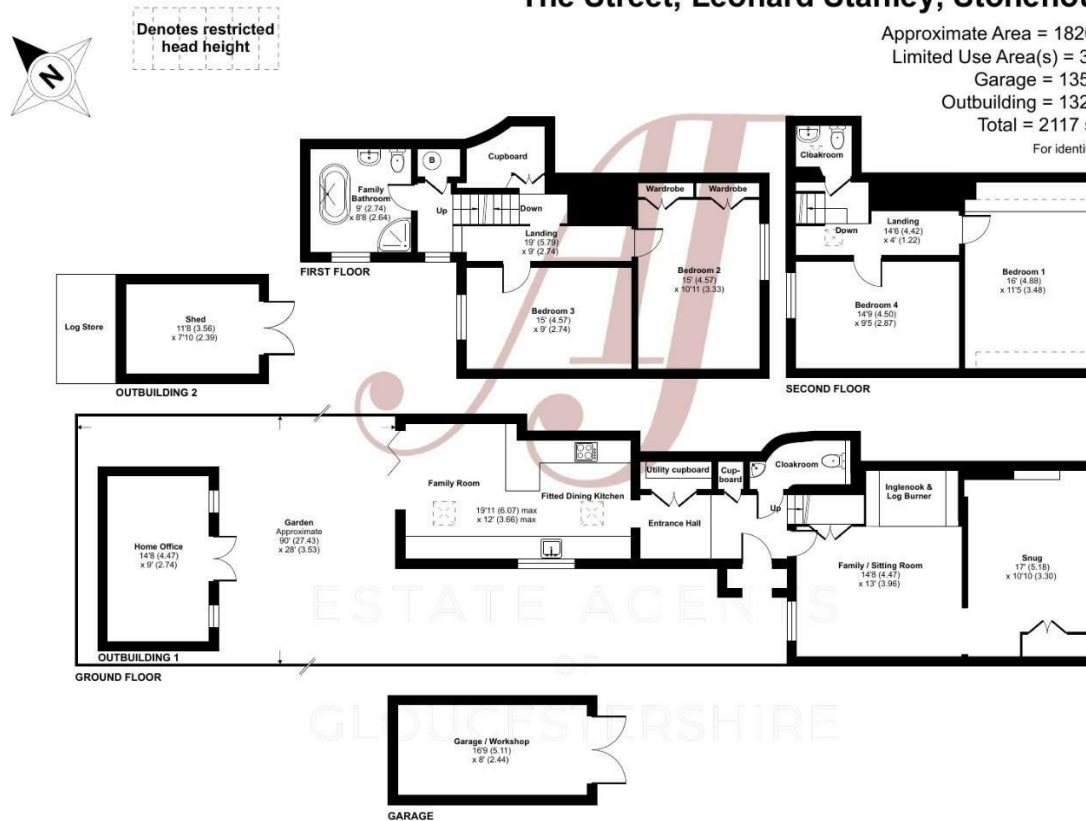 The Street, Leonard Stanley,
Denotes restricted
head height
Approximate Area =
Limited Use Area(s) =
Garage =
Outbuilding =
Total = 2117
For
N
FIRST FLOOR
Family
Bathroom
9' (2.74)
x 8'8 (2.64)
B
Cupboard
Up
Down
Landing
19' (5.79)
x 9' (2.74)
Wardrobe
Wardrobe
Bedroom 2
15' (4.57)
x 10'11 (3.33)
Bedroom 3
15' (4.57)
x 9' (2.74)
Cloakroom
Down
Landing
14'6 (4.42)
x 4' (1.22)
Bedroom 1
16' (4.88)
x 11'5 (3.48)
Bedroom 4
14'9 (4.50)
x 9'5 (2.87)
SECOND FLOOR
Log Store
Shed
11'8 (3.56)
x 7'10 (2.39)
OUTBUILDING 2
AJ
Home Office
14'8 (4.47)
x 9' (2.74)
OUTBUILDING 1
Garden
Approximate
90' (27.43)
x 28' (3.53)
Family Room
Fitted Dining Kitchen
19'11 (6.07) max
x 12' (3.66) max
Utility cupboard
Cup-
board
Cloakroom
Entrance Hall
Up
Inglenook &
Log Burner
Family / Sitting Room
14'8 (4.47)
x 13' (3.96)
Snug
17' (5.18)
x 10'10 (3.30)
GROUND FLOOR
ESTATE AGENTS
OF
GLOUCESTERSHIRE
Garage / Workshop
16'9 (5.11)
x 8' (2.44)
GARAGE